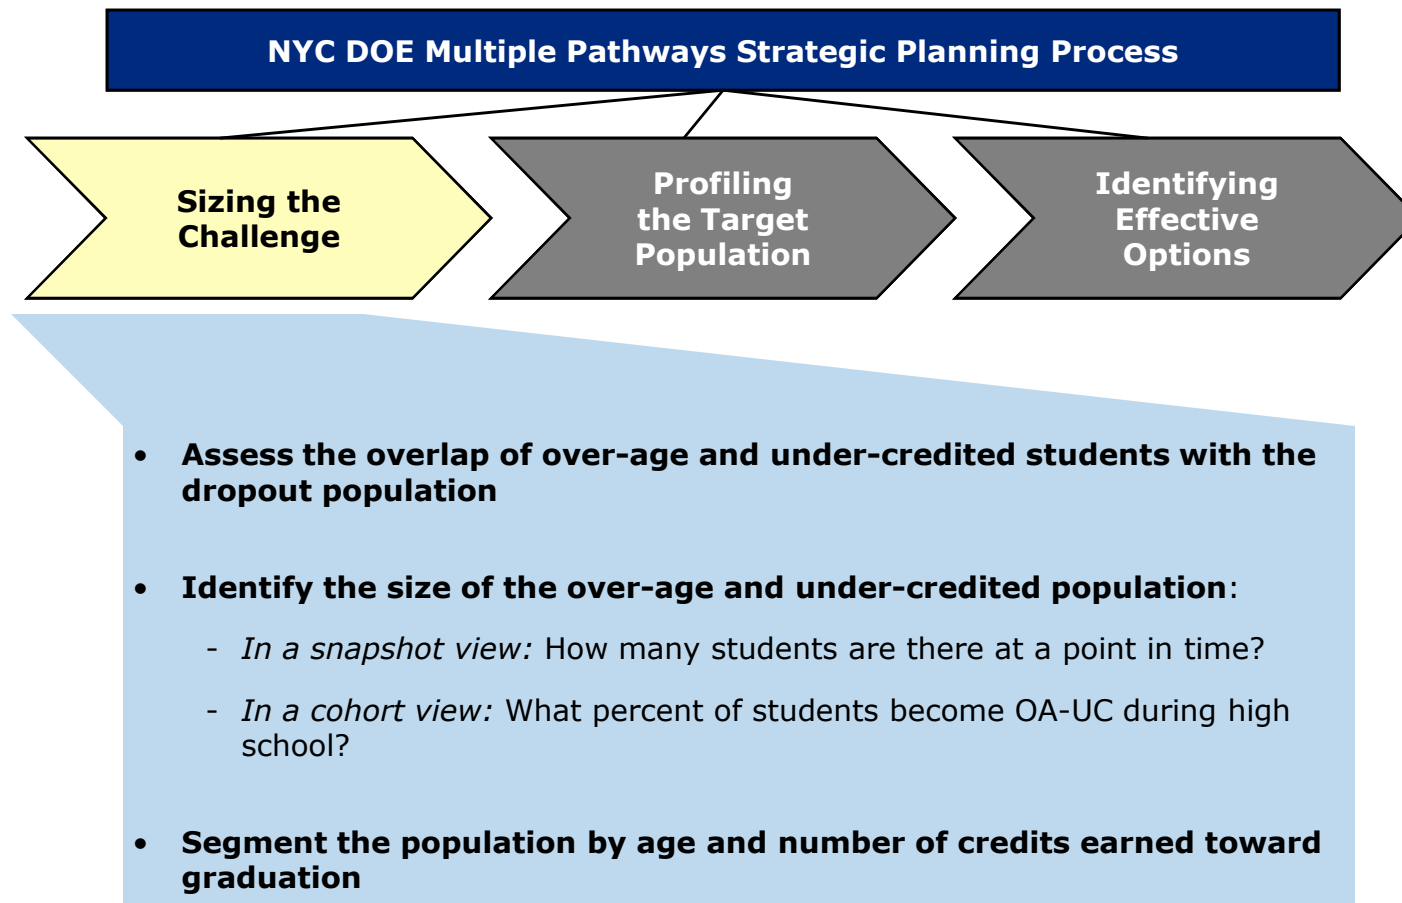 NYC DOE Multiple Pathways Strategic Planning Process
Sizing the
Challenge
Profiling
the Target
Population
Identifying
Effective
Options
• Assess the overlap of over-age and under-credited students with the
dropout population
• Identify the size of the over-age and under-credited population:
- In a snapshot view: How many students are there at a point in time?
- In a cohort view: What percent of students become OA-UC during high
school?
• Segment the population by age and number of credits earned toward
graduation